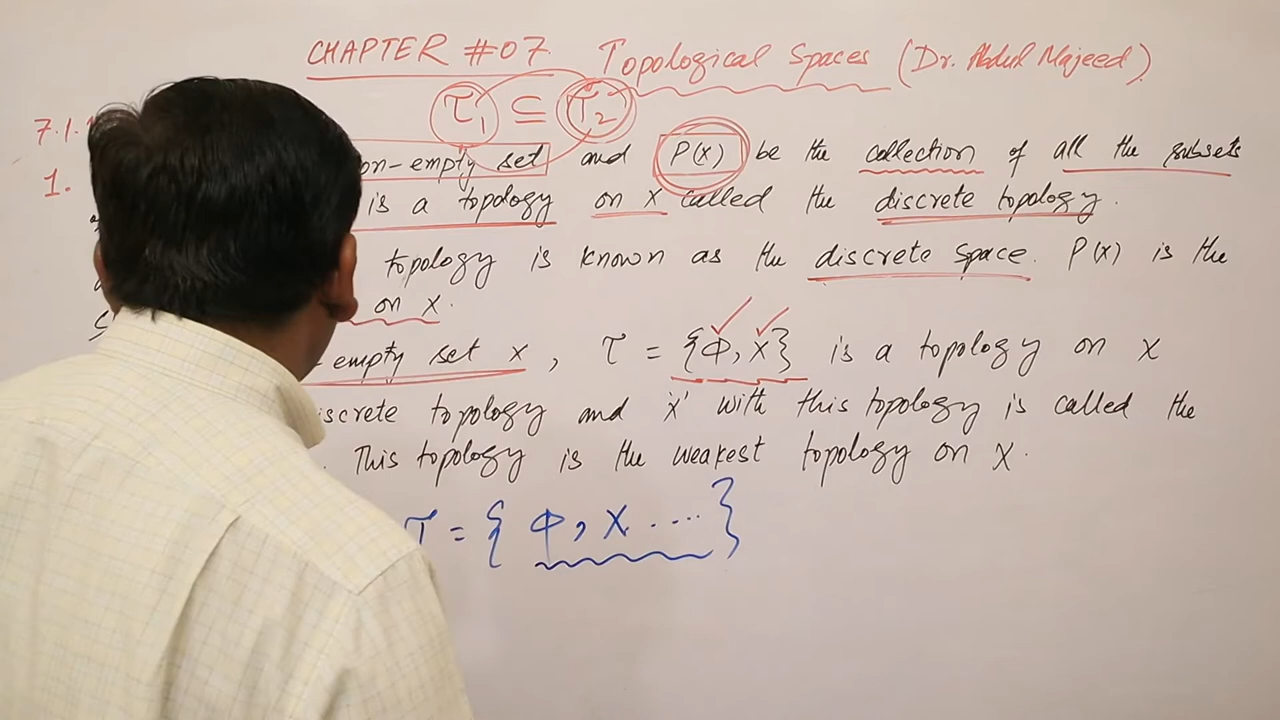 CHAPTER #07. Topological Spaces (Dr. Abdul Majeed)
τ₁ ⊆ τ₂
7.1.1
on-empty set and P(X) be the collection of all the subsets
1. is a topology on X called the discrete topology.
topology is known as the discrete space. P(X) is the
on X.
-empty set X, τ = {Φ, X} is a topology on X
iscrete topology and 'X' with this topology is called the
. This topology is the weakest topology on X.
τ = { Φ, X .... }